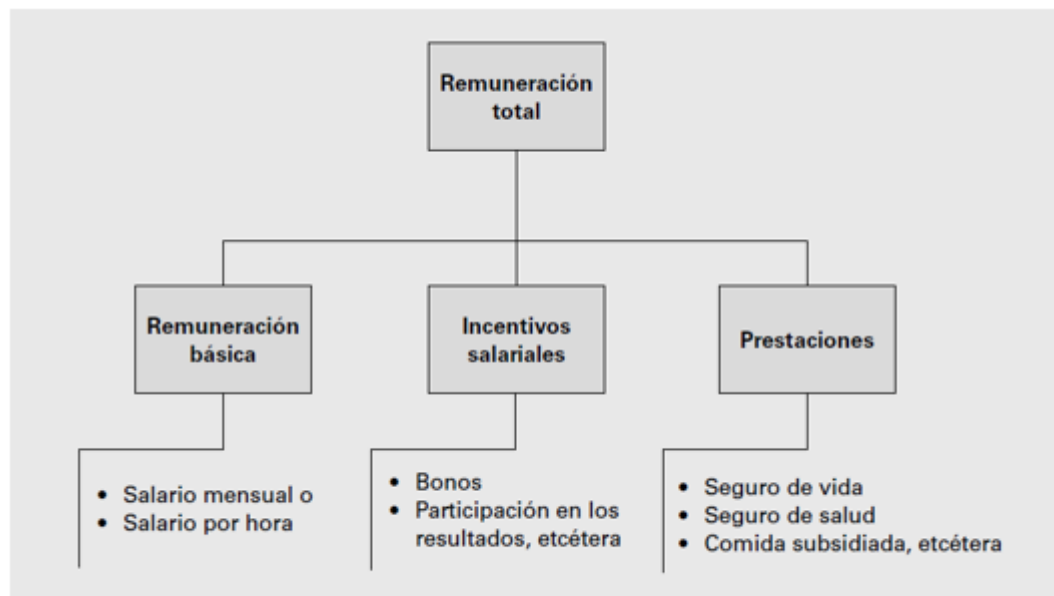 Remuneración
total
Remuneración
básica
Incentivos
salariales
Prestaciones
• Salario mensual o
• Salario por hora
• Bonos
• Participación en los
resultados, etcétera
• Seguro de vida
• Seguro de salud
• Comida subsidiada, etcétera